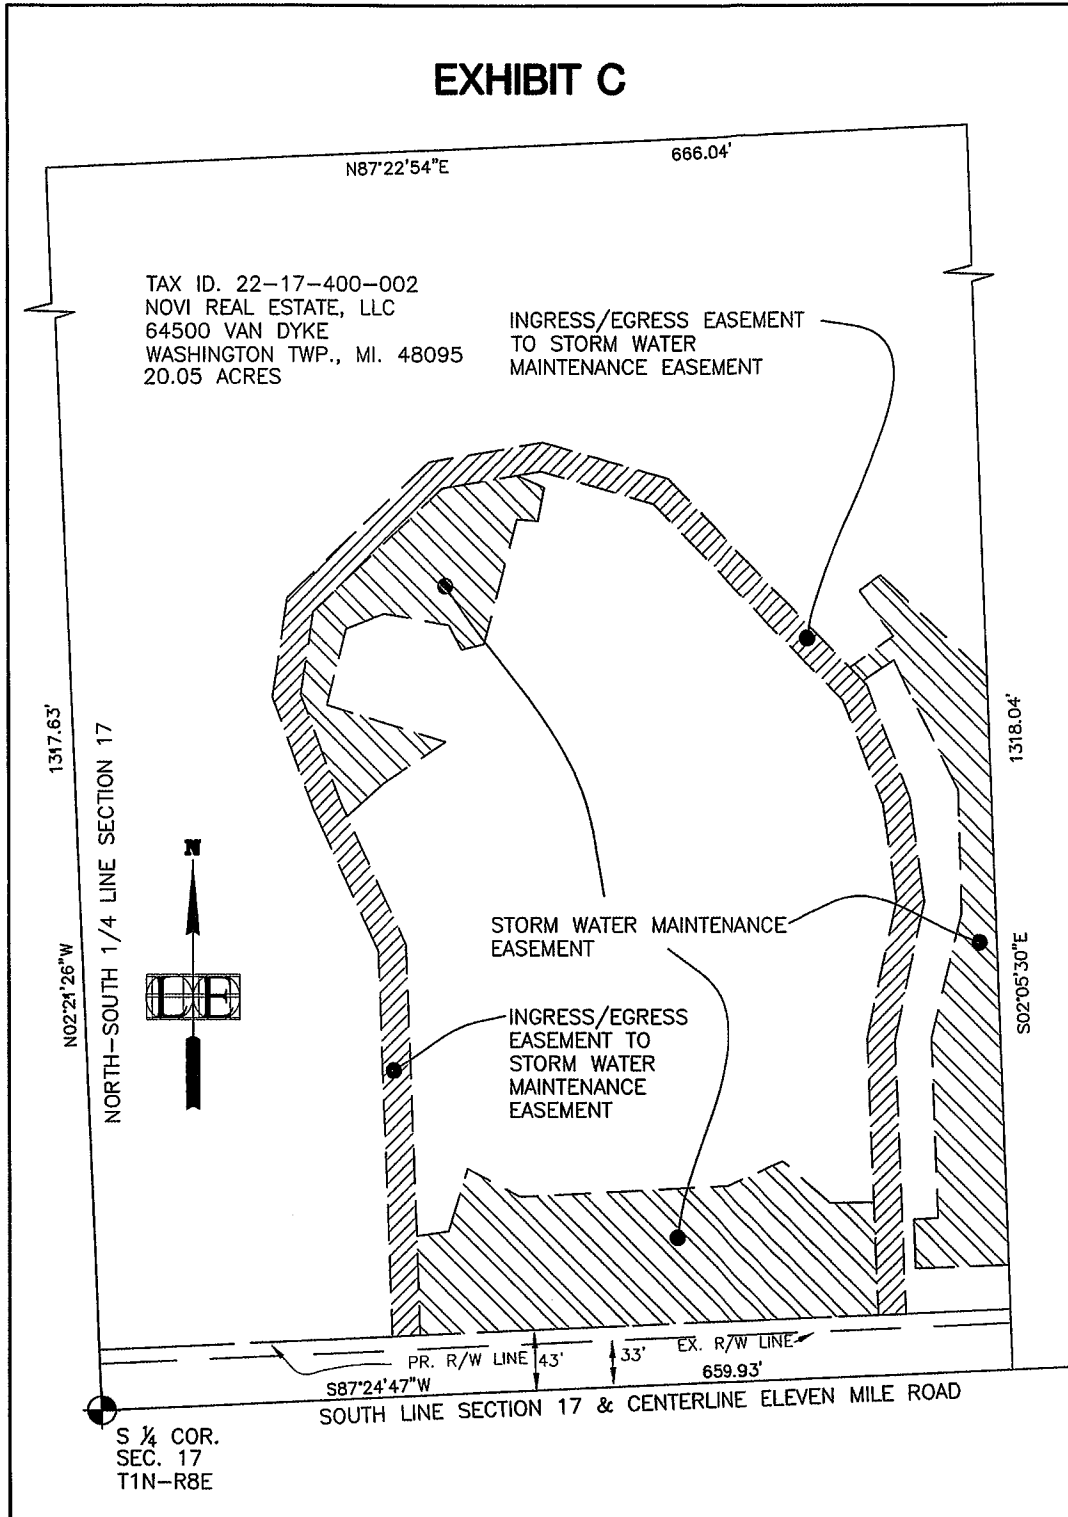 EXHIBIT C
N87°22'54"E
666.04'
TAX ID. 22-17-400-002
NOVI REAL ESTATE, LLC
64500 VAN DYKE
WASHINGTON TWP., MI. 48095
20.05 ACRES
INGRESS/EGRESS EASEMENT
TO STORM WATER
MAINTENANCE EASEMENT
1317.63'
N02°21'26"W
NORTH-SOUTH 1/4 LINE SECTION 17
1318.04'
S02°05'30"E
N
LE
STORM WATER MAINTENANCE
EASEMENT
INGRESS/EGRESS
EASEMENT TO
STORM WATER
MAINTENANCE
EASEMENT
PR. R/W LINE
43'
33'
EX. R/W LINE
S87°24'47"W
659.93'
SOUTH LINE SECTION 17 & CENTERLINE ELEVEN MILE ROAD
S ¼ COR.
SEC. 17
T1N-R8E